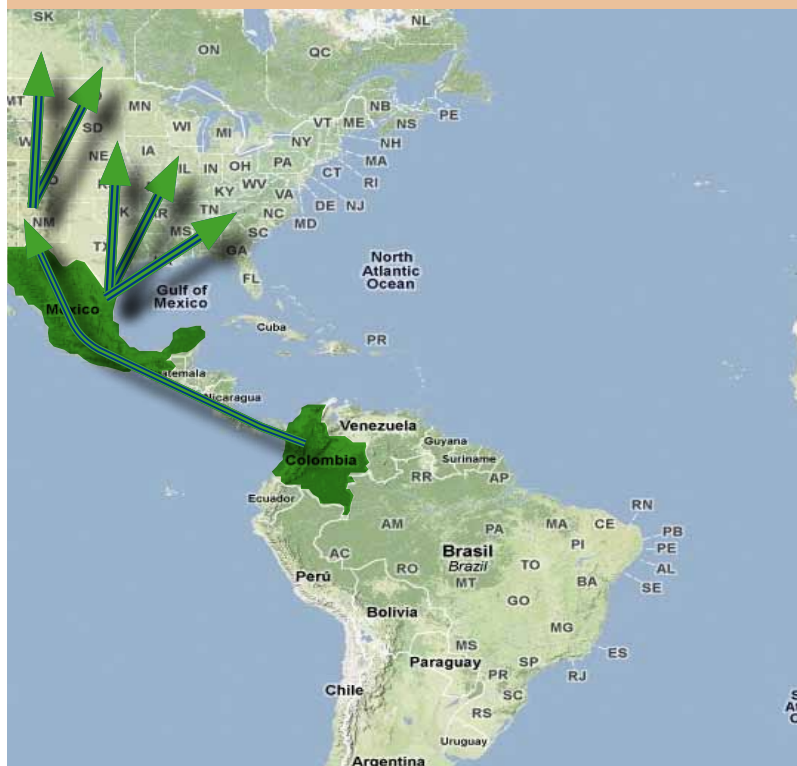 SK
NL
ON
QC
MT
MN
NB
PE
NS
SD
WI
MI
VT
ME
NH
NY
NE
IA
MA
IL
IN
OH
PA
CT
RI
KY
WV
VA
DE
NJ
TN
NC
MD
NM
MS
SC
TX
GA
North
Atlantic
Ocean
FL
Gulf of
Mexico
México
Cuba
PR
Nicaragua
Venezuela
Guyana
Colombia
Suriname
RR
AP
Ecuador
RN
AM
PA
MA
CE
PB
PI
PE
AC
Brasil
Brazil
TO
AL
RO
MT
BA
SE
Perú
GO
Bolivia
MG
MS
ES
Paraguay
SP
PR
RJ
Chile
SC
RS
Uruguay
Argentina